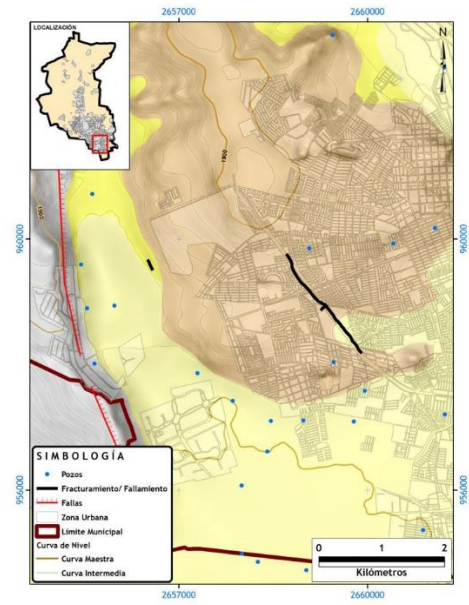 2657000
2660000
LOCALIZACIÓN
N
1900
1900
960000
960000
956000
956000
SIMBOLOGÍA
Pozos
Fracturamiento/ Fallamiento
Fallas
Zona Urbana
Límite Municipal
Curva de Nivel
Curva Maestra
Curva Intermedia
0
1
2
Kilómetros
2657000
2660000